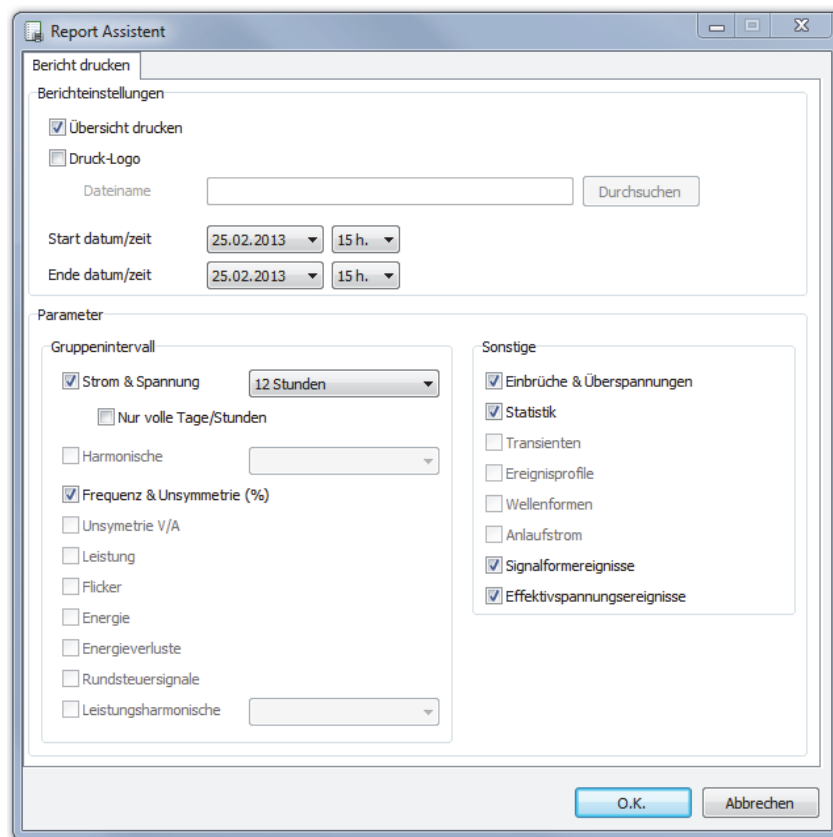 Report Assistent
Bericht drucken
Berichteinstellungen
Übersicht drucken
Druck-Logo
Dateiname
Durchsuchen
Start datum/zeit 25.02.2013 15 h.
Ende datum/zeit 25.02.2013 15 h.
Parameter
Gruppenintervall
Strom & Spannung 12 Stunden
Nur volle Tage/Stunden
Harmonische
Frequenz & Unsymmetrie (%)
Unsymetrie V/A
Leistung
Flicker
Energie
Energieverluste
Rundsteuersignale
Leistungsharmonische
Sonstige
Einbrüche & Überspannungen
Statistik
Transienten
Ereignisprofile
Wellenformen
Anlaufstrom
Signalformereignisse
Effektivspannungsereignisse
O.K.
Abbrechen